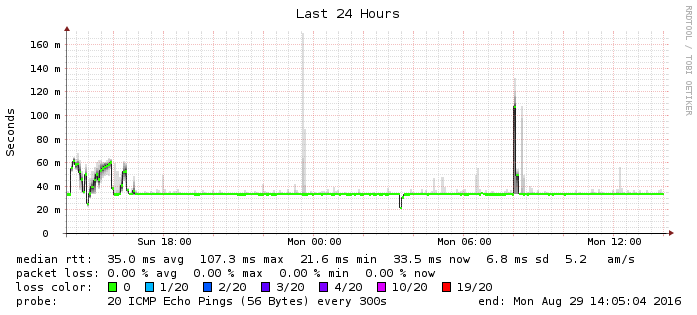 Last 24 Hours
RRDTOOL / TOBI OETIKER
Seconds
160 m
140 m
120 m
100 m
80 m
60 m
40 m
20 m
0
Sun 18:00 Mon 00:00 Mon 06:00 Mon 12:00
median rtt: 35.0 ms avg 107.3 ms max 21.6 ms min 33.5 ms now 6.8 ms sd 5.2 am/s
packet loss: 0.00 % avg 0.00 % max 0.00 % min 0.00 % now
loss color: 0 1/20 2/20 3/20 4/20 10/20 19/20
probe: 20 ICMP Echo Pings (56 Bytes) every 300s end: Mon Aug 29 14:05:04 2016